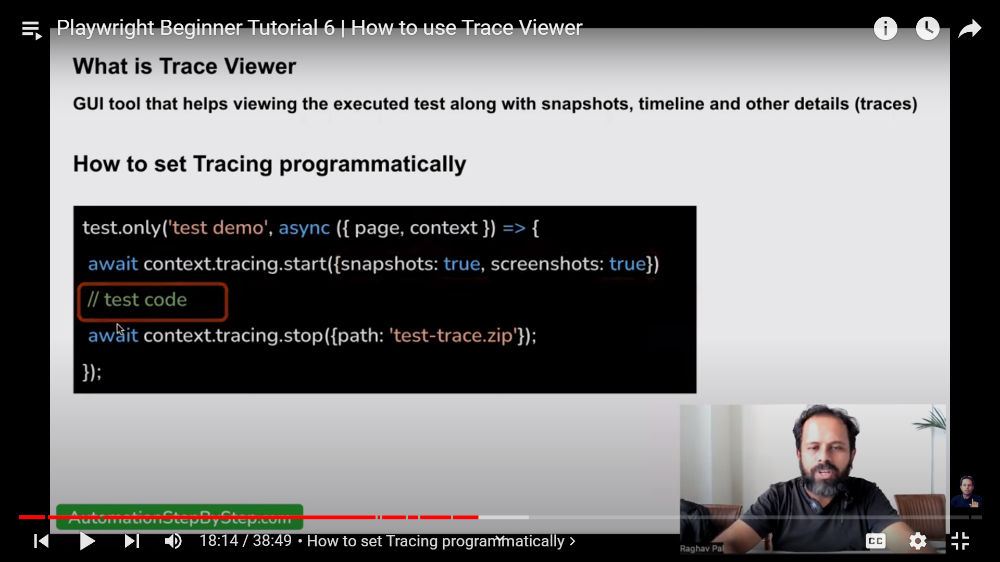 Playwright Beginner Tutorial 6 | How to use Trace Viewer
What is Trace Viewer
GUI tool that helps viewing the executed test along with snapshots, timeline and other details (traces)
How to set Tracing programmatically
test.only('test demo', async ({ page, context }) => {
await context.tracing.start({snapshots: true, screenshots: true})
// test code
await context.tracing.stop({path: 'test-trace.zip'});
});
AutomationStepByStep.com
Raghav Pal
18:14 / 38:49 • How to set Tracing programmatically >
CC